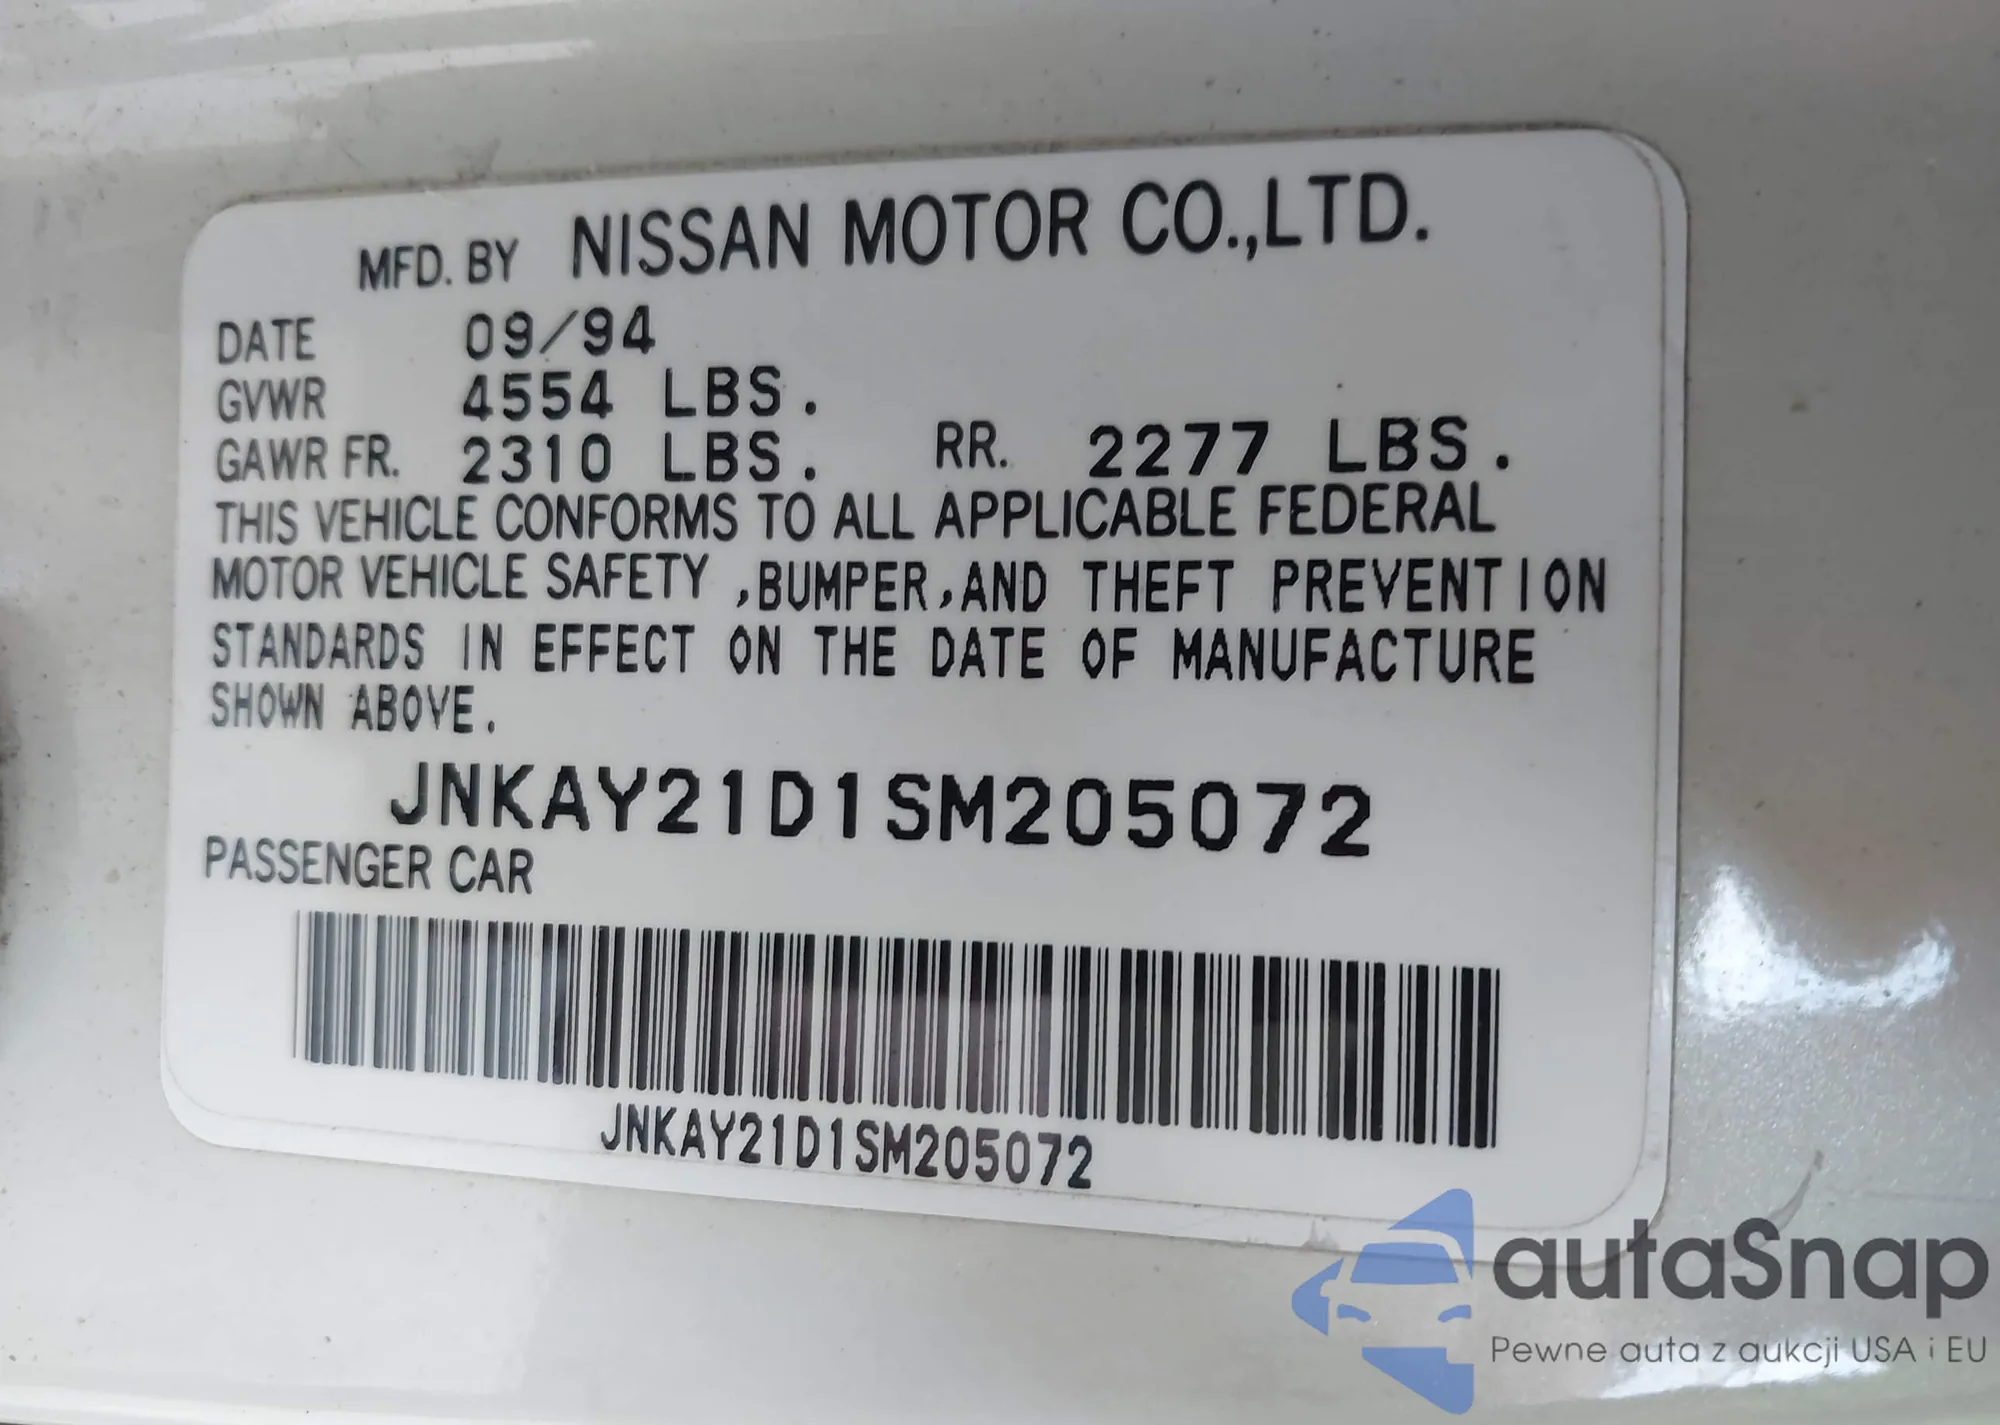 MFD. BY NISSAN MOTOR CO.,LTD.
DATE 09/94
GVWR 4554 LBS.
GAWR FR. 2310 LBS. RR. 2277 LBS.
THIS VEHICLE CONFORMS TO ALL APPLICABLE FEDERAL
MOTOR VEHICLE SAFETY ,BUMPER,AND THEFT PREVENTION
STANDARDS IN EFFECT ON THE DATE OF MANUFACTURE
SHOWN ABOVE.
JNKAY21D1SM205072
PASSENGER CAR
JNKAY21D1SM205072
autaSnap
Pewne auta z aukcji USA i EU